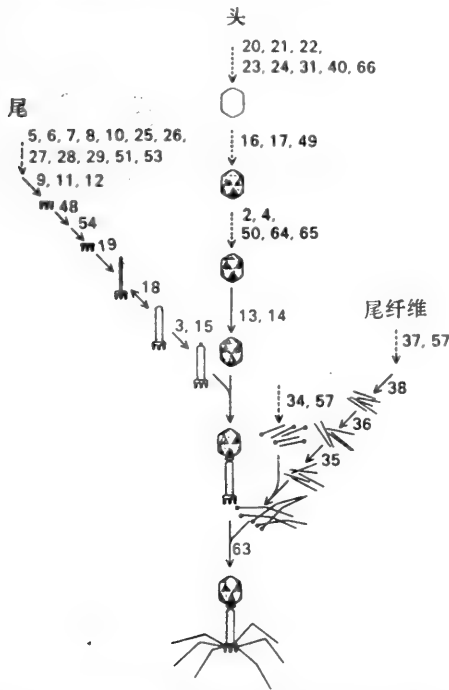 头
20, 21, 22,
23, 24, 31, 40, 66
尾
5, 6, 7, 8, 10, 25, 26,
27, 28, 29, 51, 53
9, 11, 12
16, 17, 49
48
54
19
2, 4,
50, 64, 65
18
3, 15
13, 14
尾纤维
37, 57
38
34, 57
36
35
63